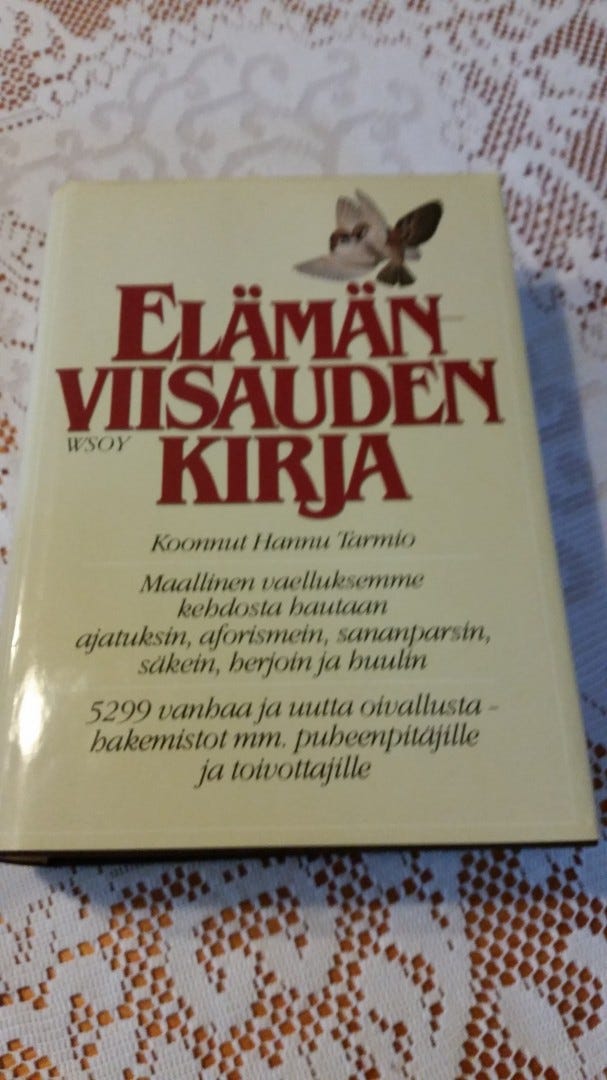 ELÄMÄN-
VIISAUDEN
WSOY
KIRJA
Koonnut Hannu Tarmio
Maallinen vaelluksemme
kehdosta hautaan
ajatuksin, aforismein, sananparsin,
säkein, herjoin ja huulin
5299 vanhaa ja uutta oivallusta –
hakemistot mm. puheenpitäjille
ja toivottajille